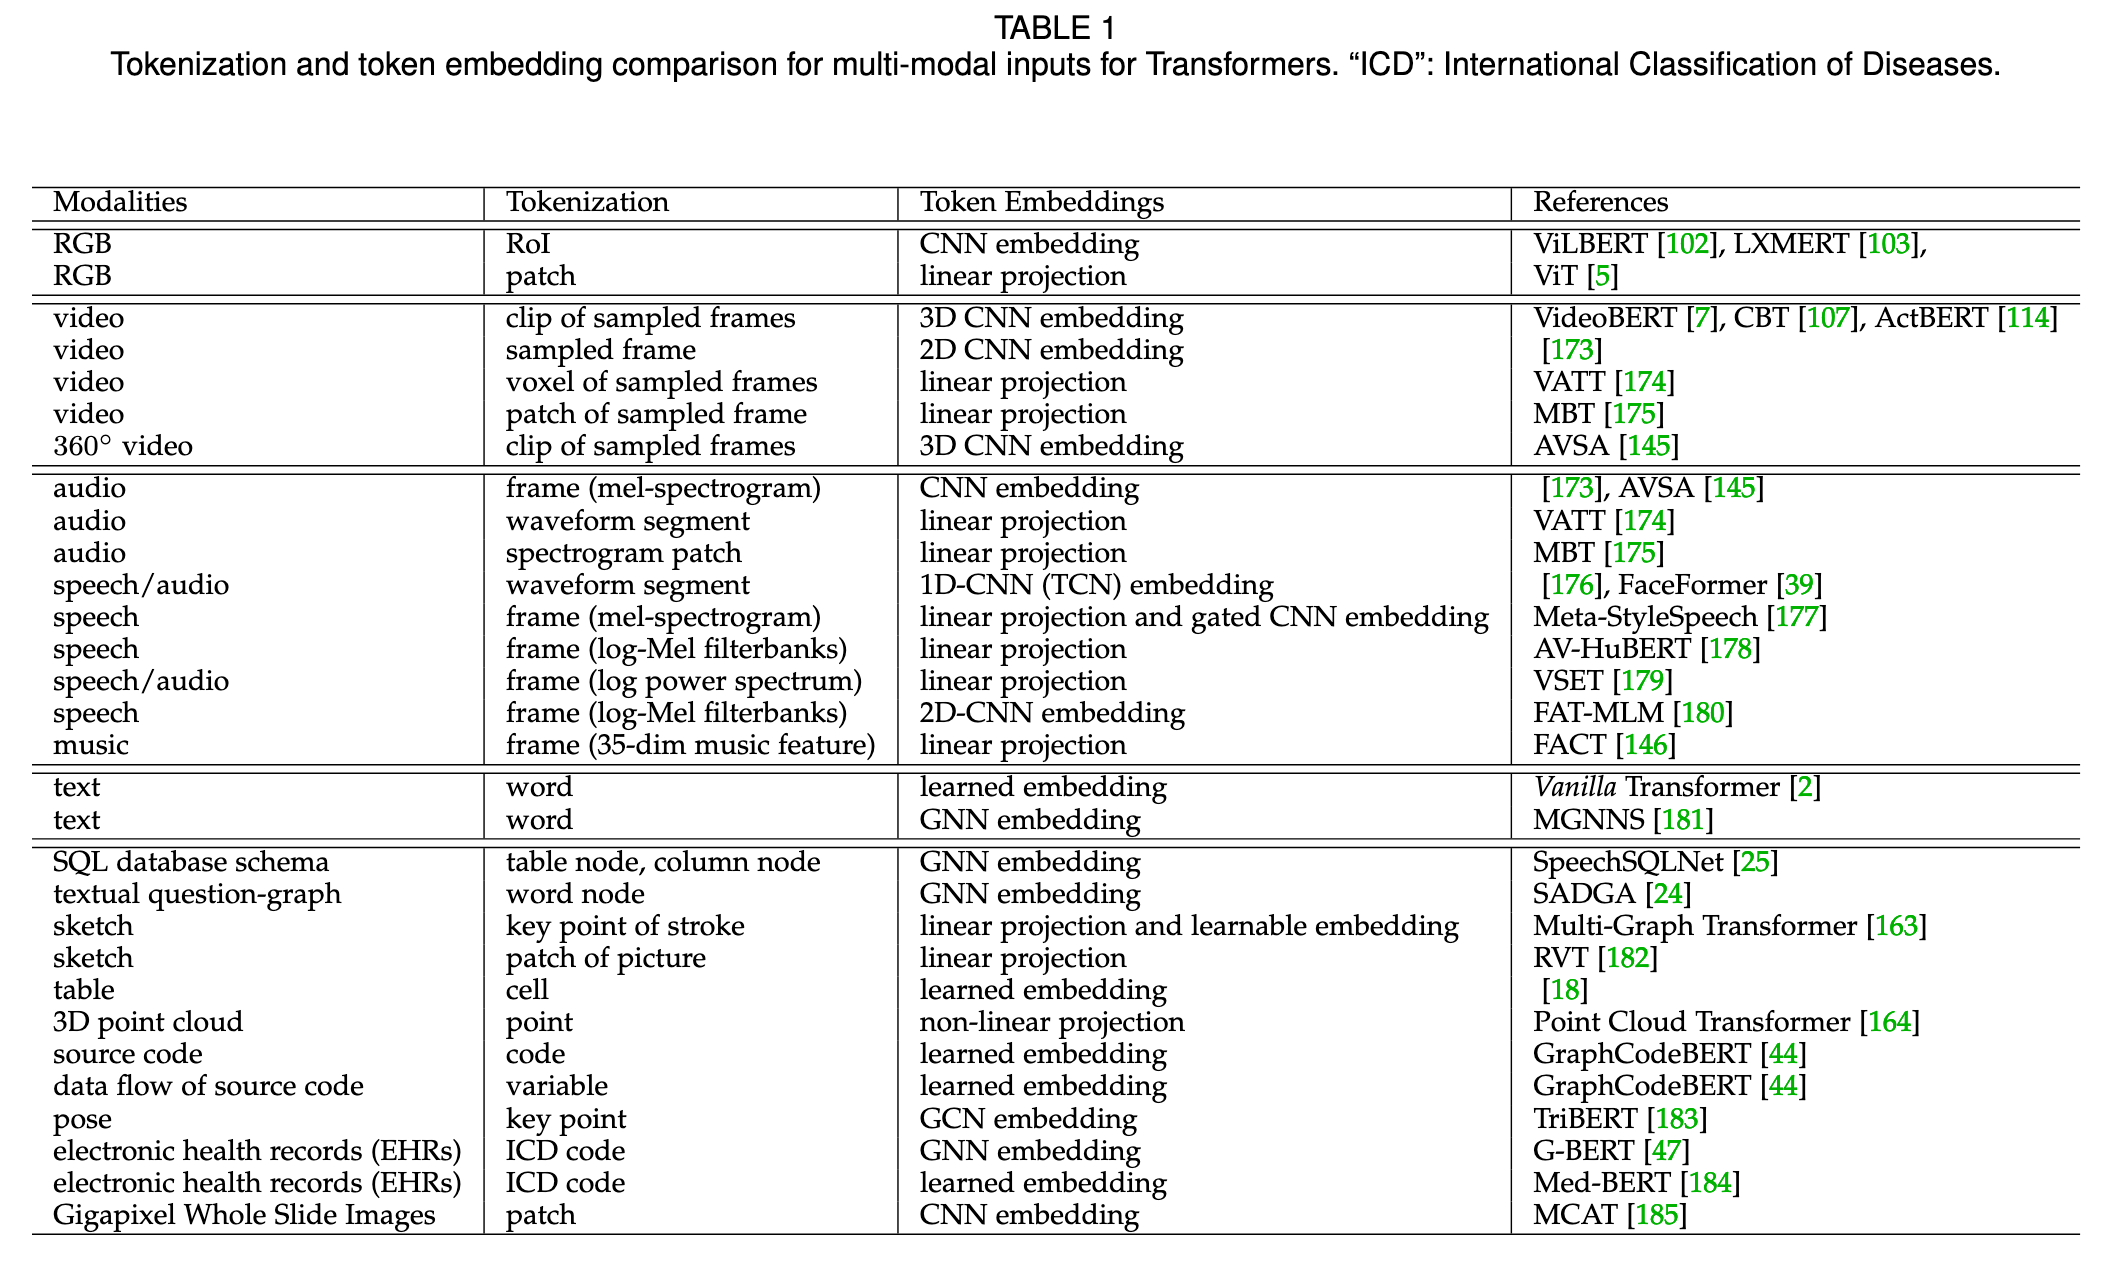 TABLE 1
Tokenization and token embedding comparison for multi-modal inputs for Transformers. “ICD”: International Classification of Diseases.
Modalities Tokenization Token Embeddings References
RGB RoI CNN embedding ViLBERT [102], LXMERT [103],
RGB patch linear projection ViT [5]
video clip of sampled frames 3D CNN embedding VideoBERT [7], CBT [107], ActBERT [114]
video sampled frame 2D CNN embedding [173]
video voxel of sampled frames linear projection VATT [174]
video patch of sampled frame linear projection MBT [175]
360° video clip of sampled frames 3D CNN embedding AVSA [145]
audio frame (mel-spectrogram) CNN embedding [173], AVSA [145]
audio waveform segment linear projection VATT [174]
audio spectrogram patch linear projection MBT [175]
speech/audio waveform segment 1D-CNN (TCN) embedding [176], FaceFormer [39]
speech frame (mel-spectrogram) linear projection and gated CNN embedding Meta-StyleSpeech [177]
speech frame (log-Mel filterbanks) linear projection AV-HuBERT [178]
speech/audio frame (log power spectrum) linear projection VSET [179]
speech frame (log-Mel filterbanks) 2D-CNN embedding FAT-MLM [180]
music frame (35-dim music feature) linear projection FACT [146]
text word learned embedding Vanilla Transformer [2]
text word GNN embedding MGNNS [181]
SQL database schema table node, column node GNN embedding SpeechSQLNet [25]
textual question-graph word node GNN embedding SADGA [24]
sketch key point of stroke linear projection and learnable embedding Multi-Graph Transformer [163]
sketch patch of picture linear projection RVT [182]
table cell learned embedding [18]
3D point cloud point non-linear projection Point Cloud Transformer [164]
source code code learned embedding GraphCodeBERT [44]
data flow of source code variable learned embedding GraphCodeBERT [44]
pose key point GCN embedding TriBERT [183]
electronic health records (EHRs) ICD code GNN embedding G-BERT [47]
electronic health records (EHRs) ICD code learned embedding Med-BERT [184]
Gigapixel Whole Slide Images patch CNN embedding MCAT [185]